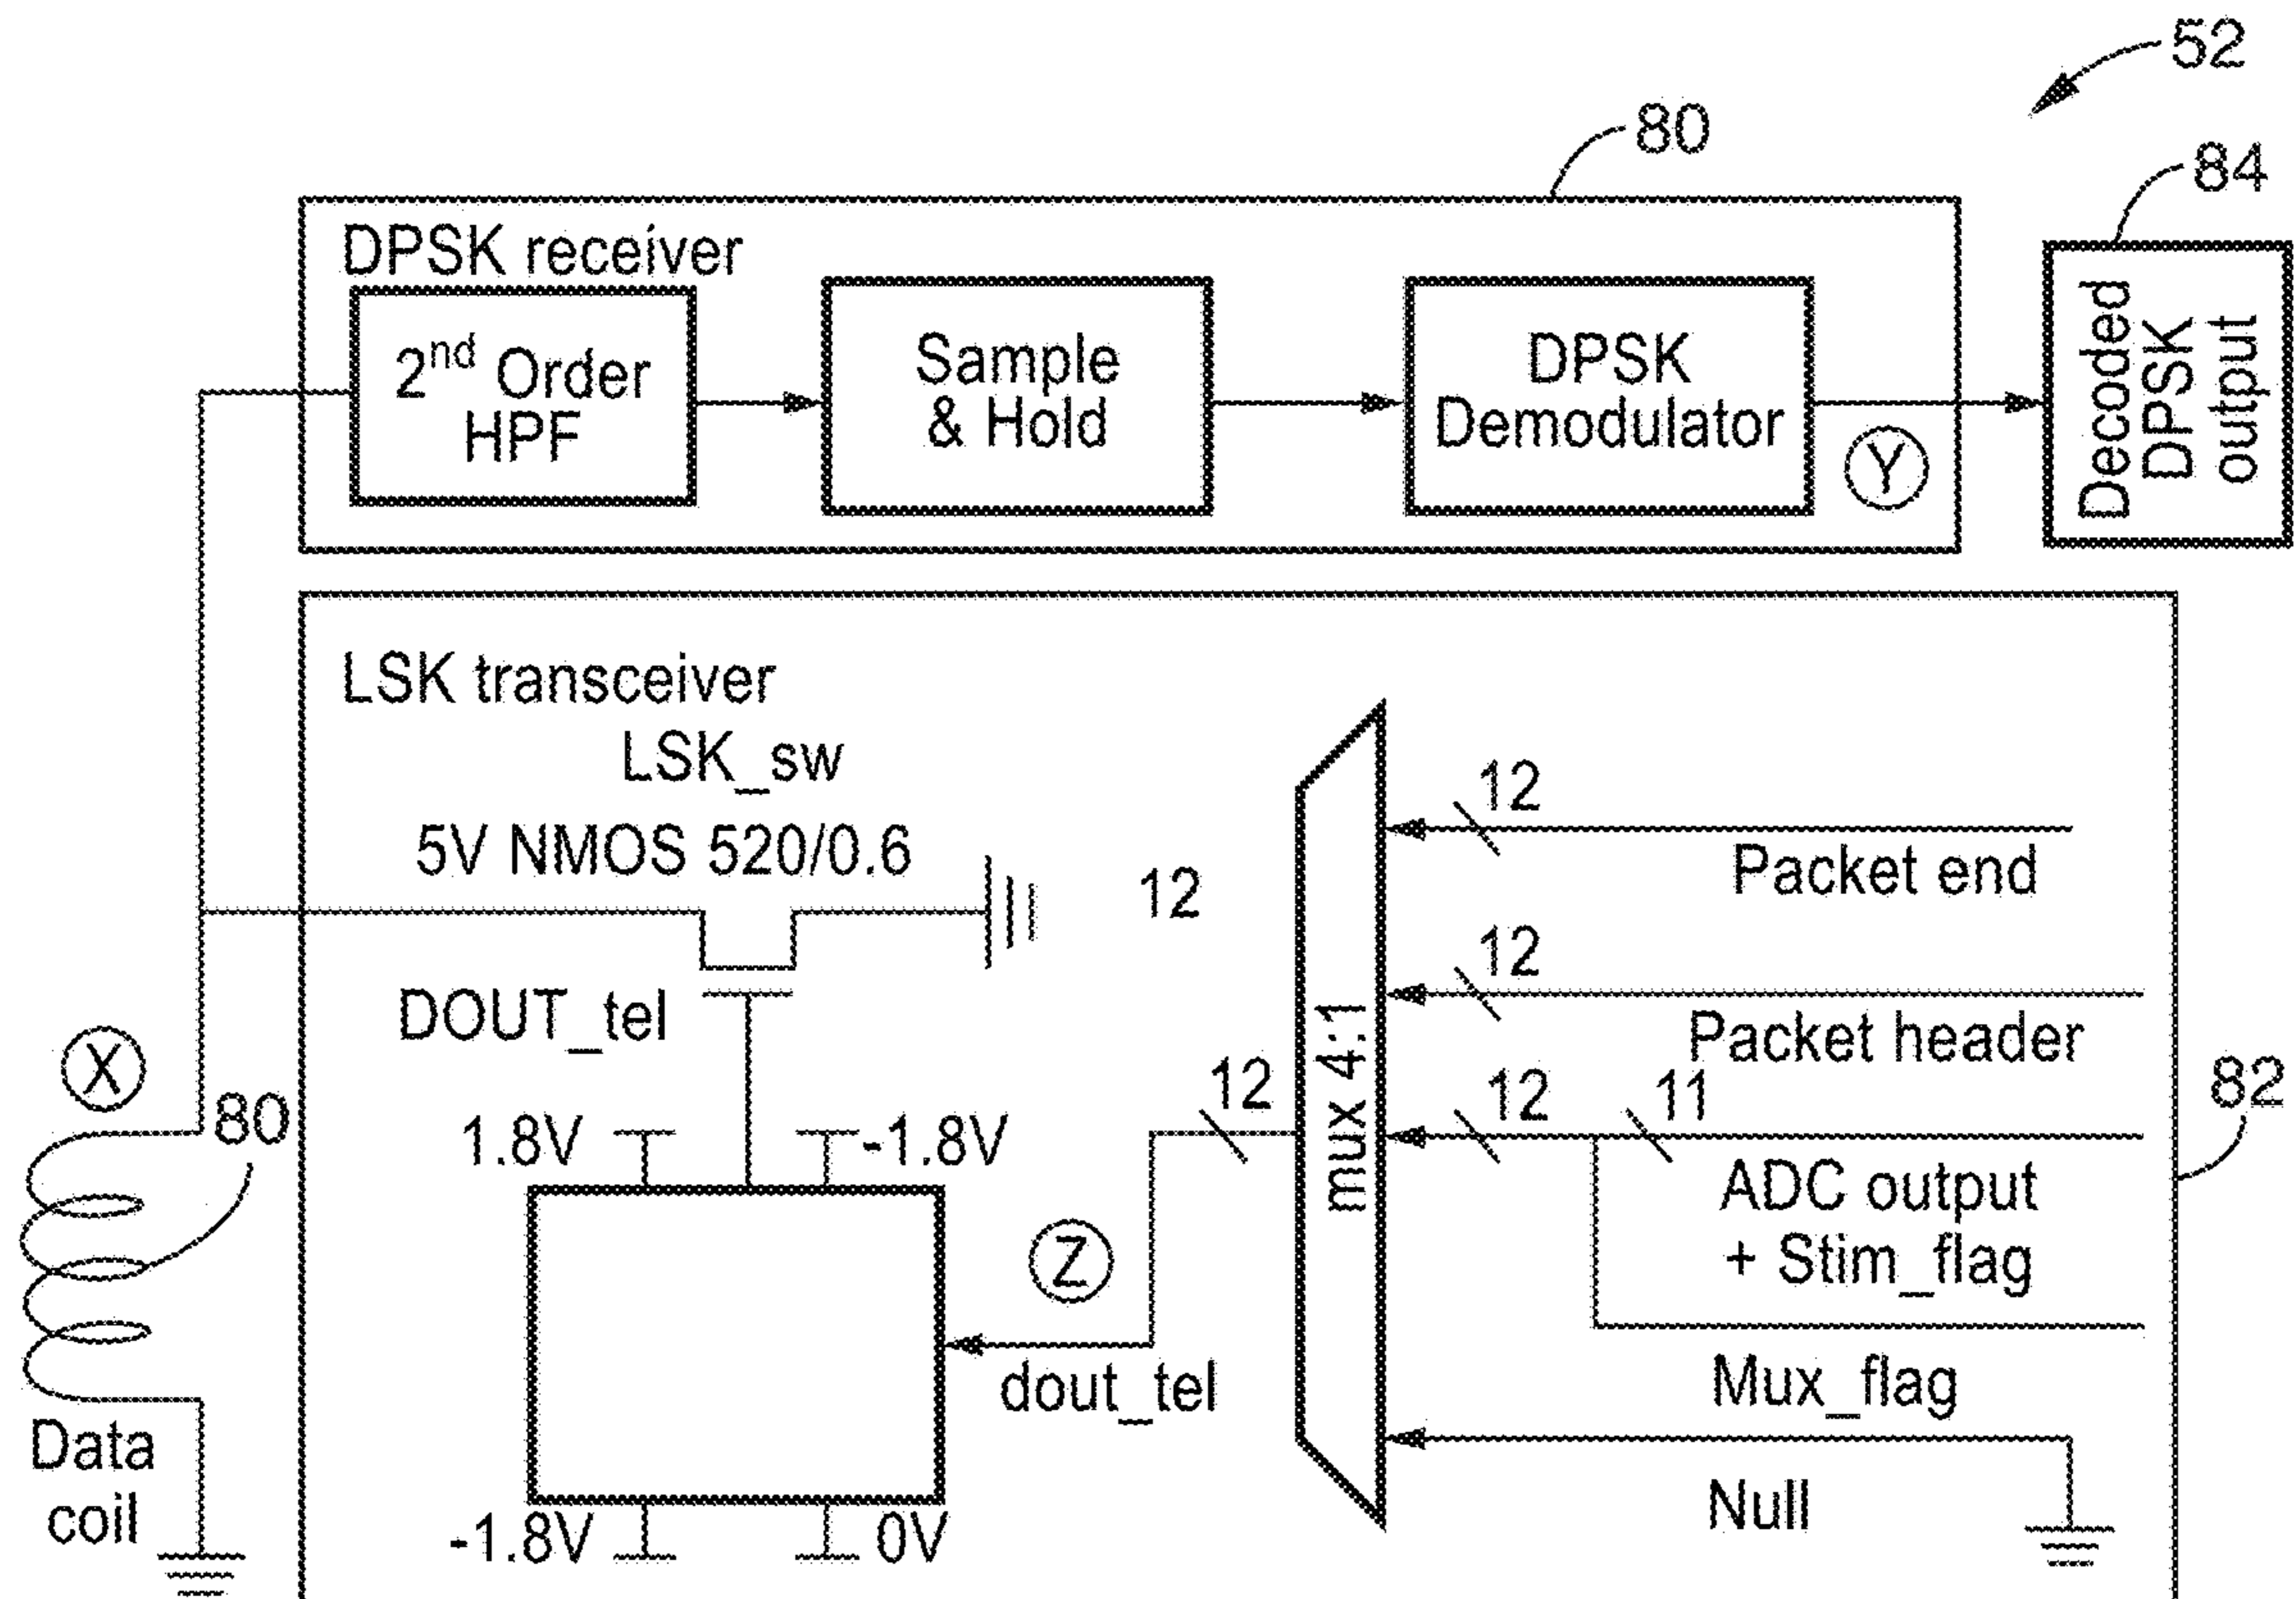 52
80
84
DPSK receiver
2nd Order
HPF
Sample
& Hold
DPSK
Demodulator
Y
Decoded
DPSK
output
LSK transceiver
LSK_sw
5V NMOS 520/0.6
12
DOUT_tel
X
80
1.8V
-1.8V
-1.8V
0V
Z
dout_tel
12
mux 4:1
12
Packet end
12
Packet header
12
11
ADC output
+ Stim_flag
Mux_flag
Null
82
Data
coil